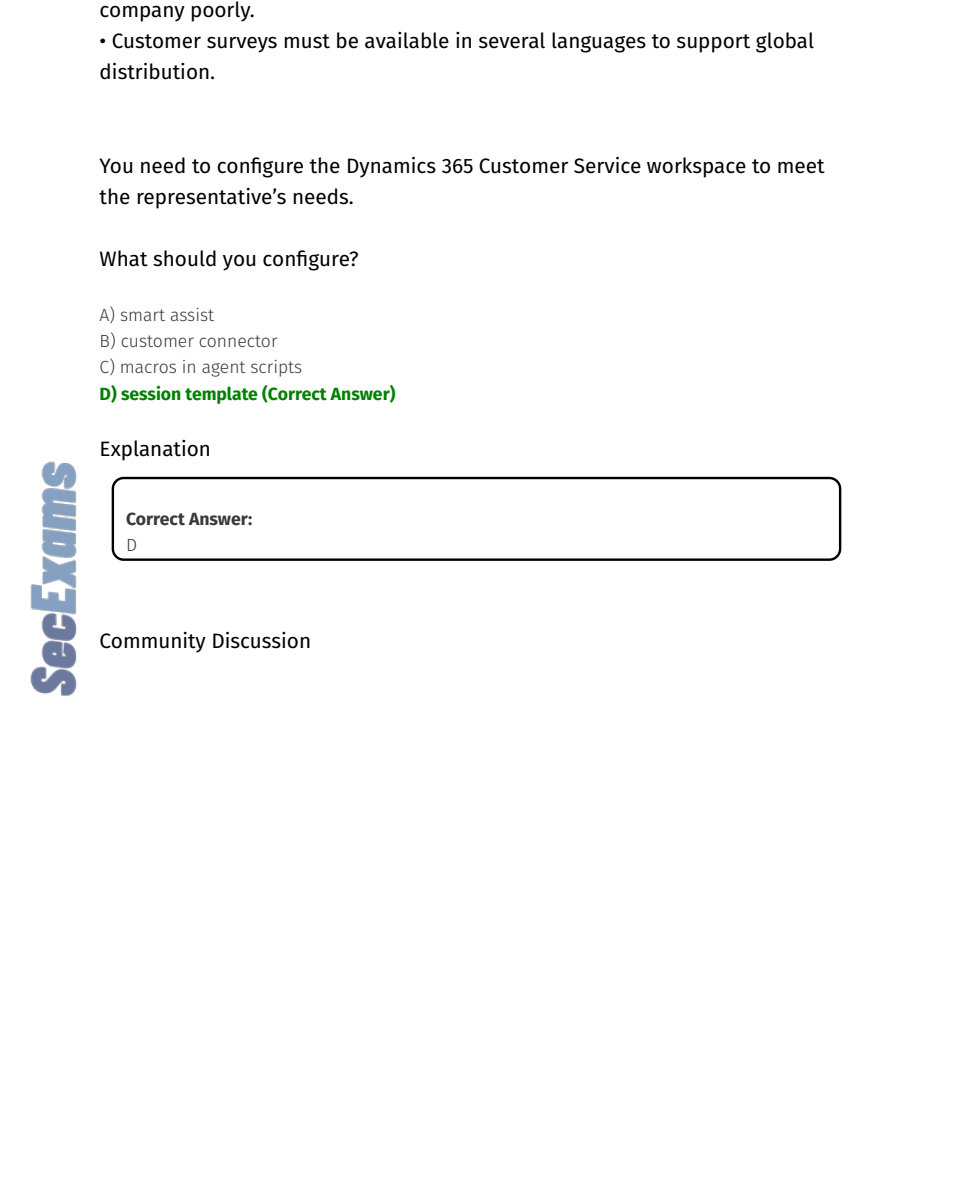 company poorly.
• Customer surveys must be available in several languages to support global
distribution.
You need to configure the Dynamics 365 Customer Service workspace to meet
the representative’s needs.
What should you configure?
A) smart assist
B) customer connector
C) macros in agent scripts
D) session template (Correct Answer)
Explanation
Correct Answer:
D
SecExams
Community Discussion